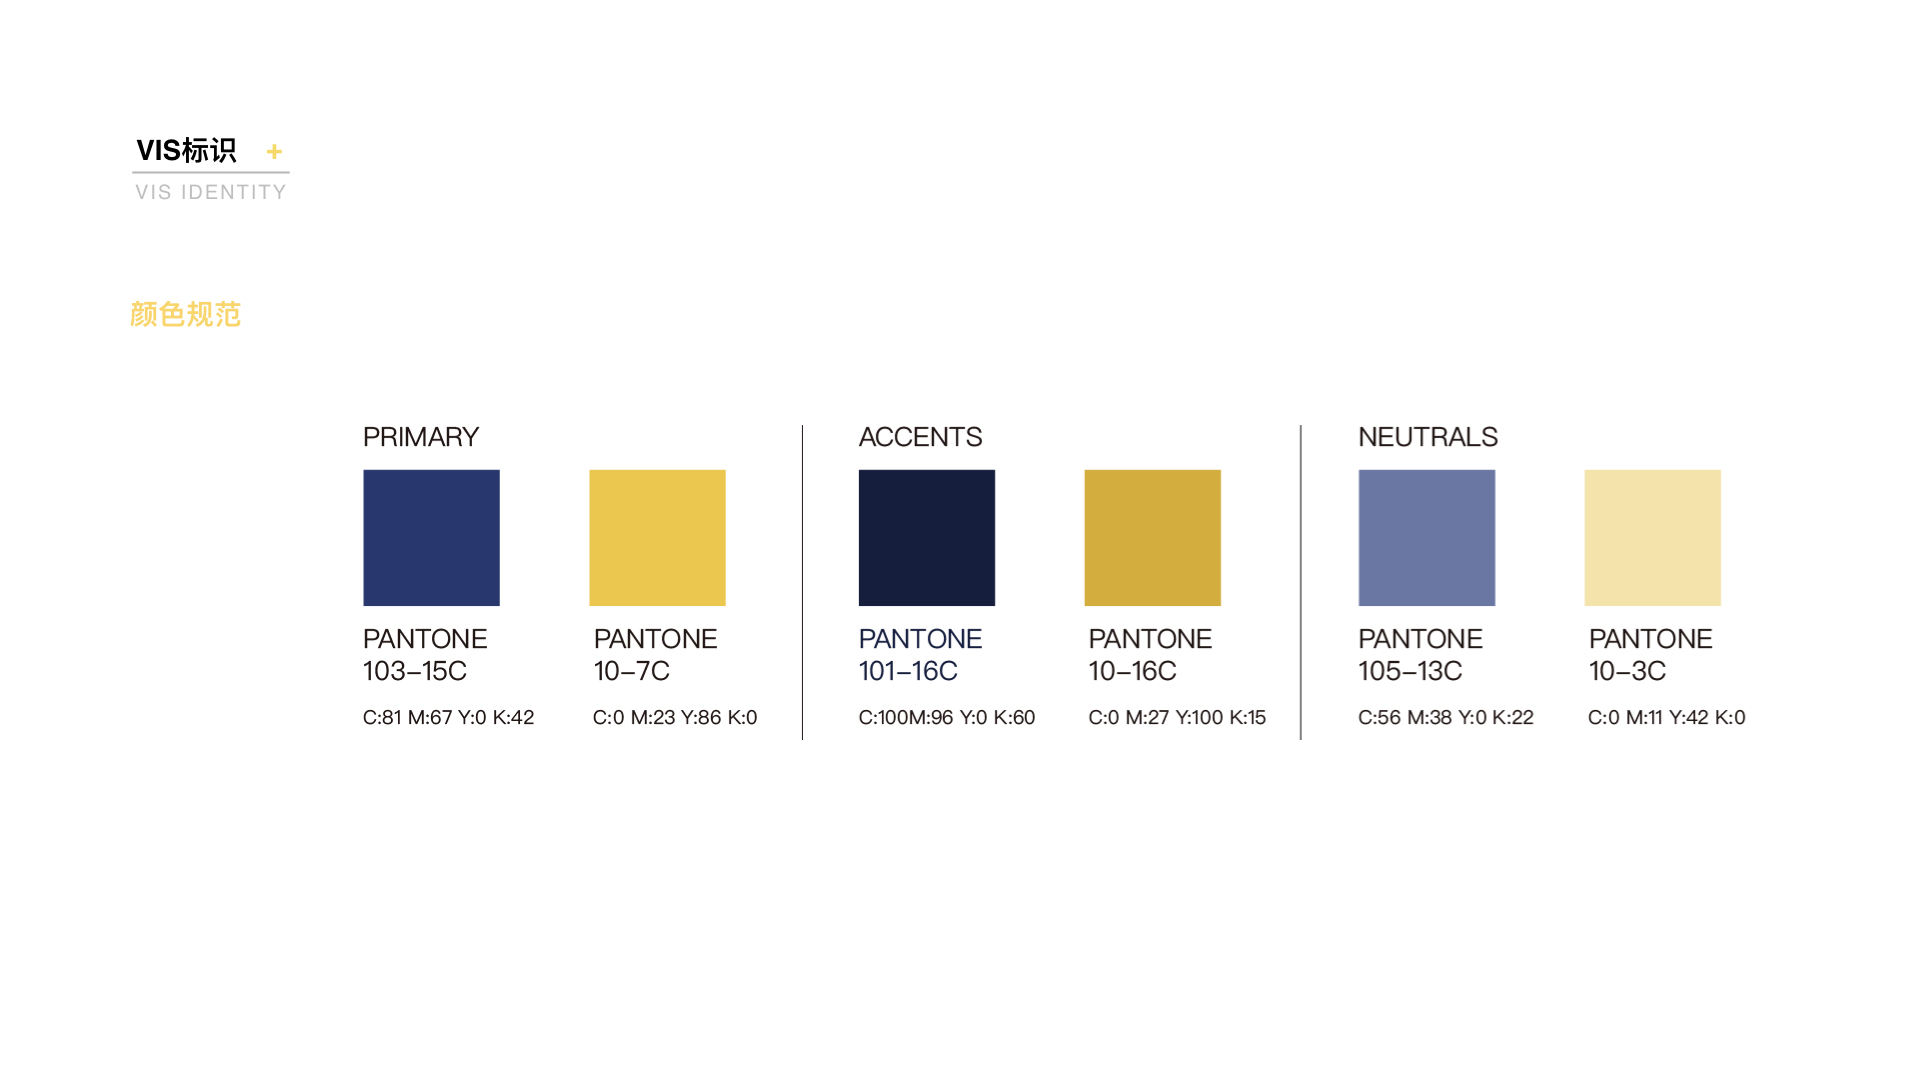 VIS标识 +
VIS IDENTITY
颜色规范
PRIMARY
PANTONE
103–15C
C:81 M:67 Y:0 K:42
PANTONE
10–7C
C:0 M:23 Y:86 K:0
ACCENTS
PANTONE
101–16C
C:100M:96 Y:0 K:60
PANTONE
10–16C
C:0 M:27 Y:100 K:15
NEUTRALS
PANTONE
105–13C
C:56 M:38 Y:0 K:22
PANTONE
10–3C
C:0 M:11 Y:42 K:0